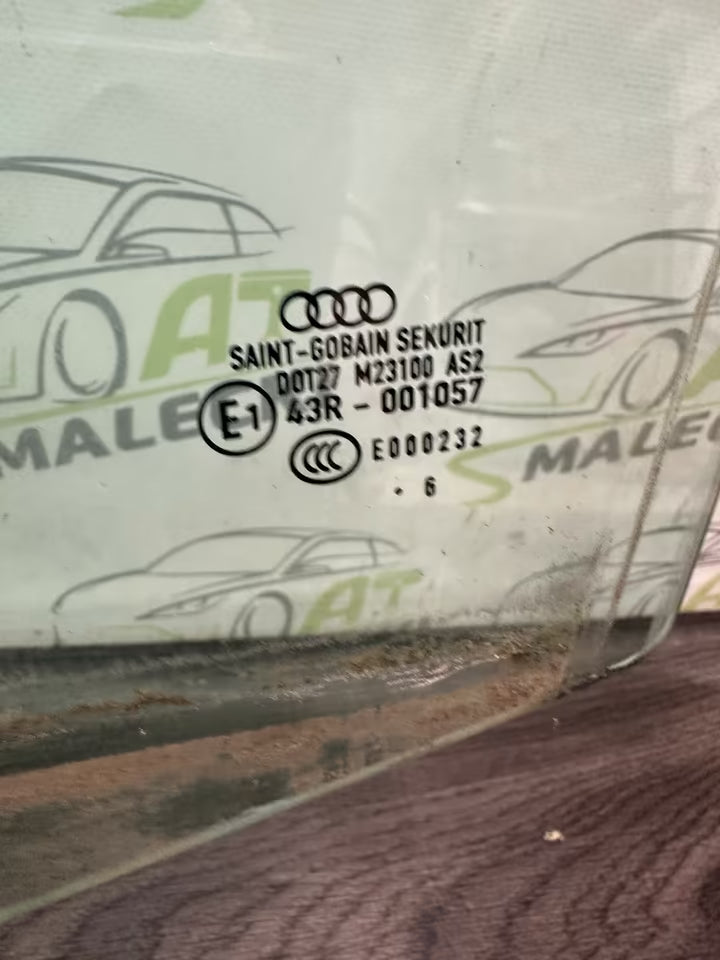 AT
SAINT-GOBAIN SEKURIT
DOT27 M23100 AS2
E1 43R - 001057
CCC E000232
. 6
MALE
MALE
AT